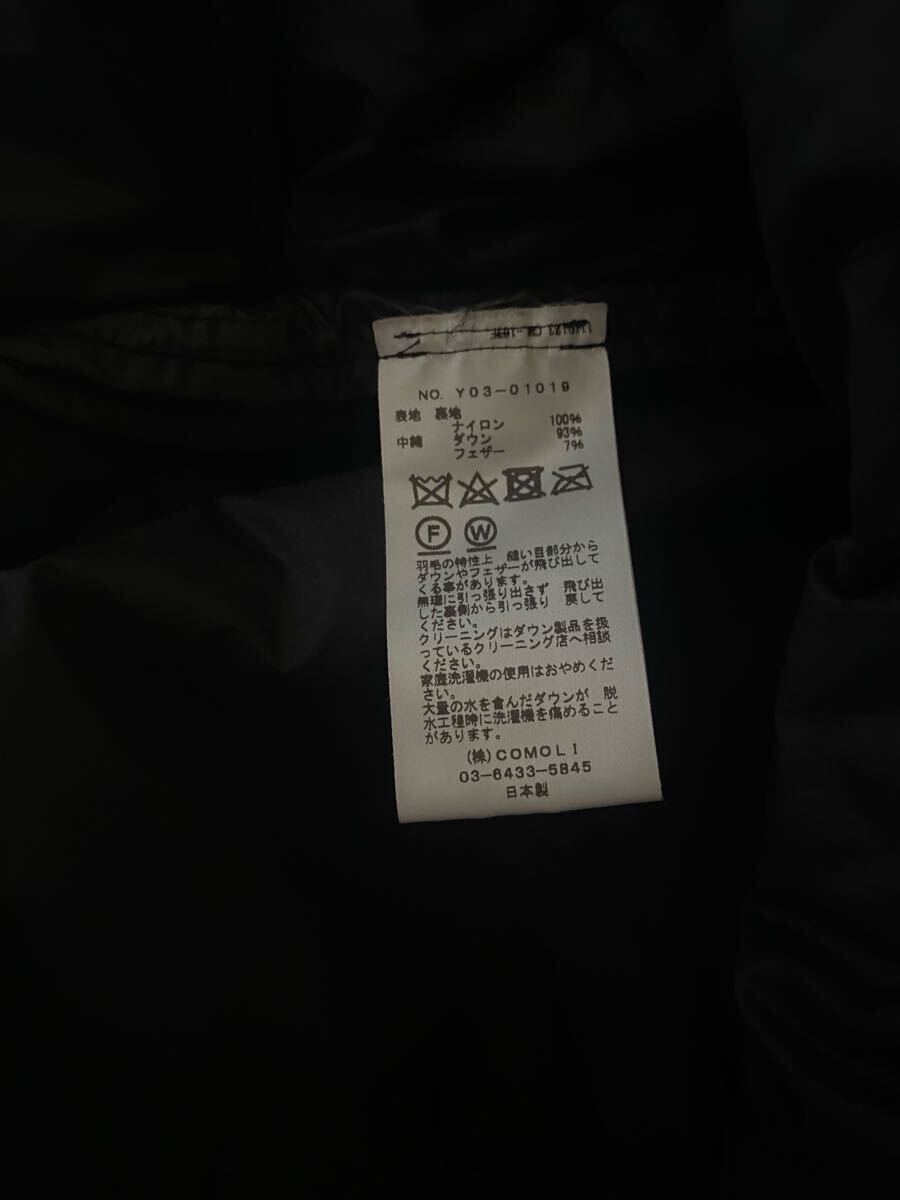 NO. Y03-01019
表地 裏地
ナイロン 100%
中綿 ダウン 93%
フェザー 7%
F W
羽毛の特性上 縫い目部分から
ダウンやフェザーが飛び出して
くる事があります。
無理に引っ張り出さず 飛び出
した裏側から引っ張り 戻して
ください。
クリーニングはダウン製品を扱
っているクリーニング店へ相談
ください。
家庭洗濯機の使用はおやめくだ
さい。
大量の水を含んだダウンが 脱
水工程時に洗濯機を痛めること
があります。
(株)COMOLI
03-6433-5845
日本製